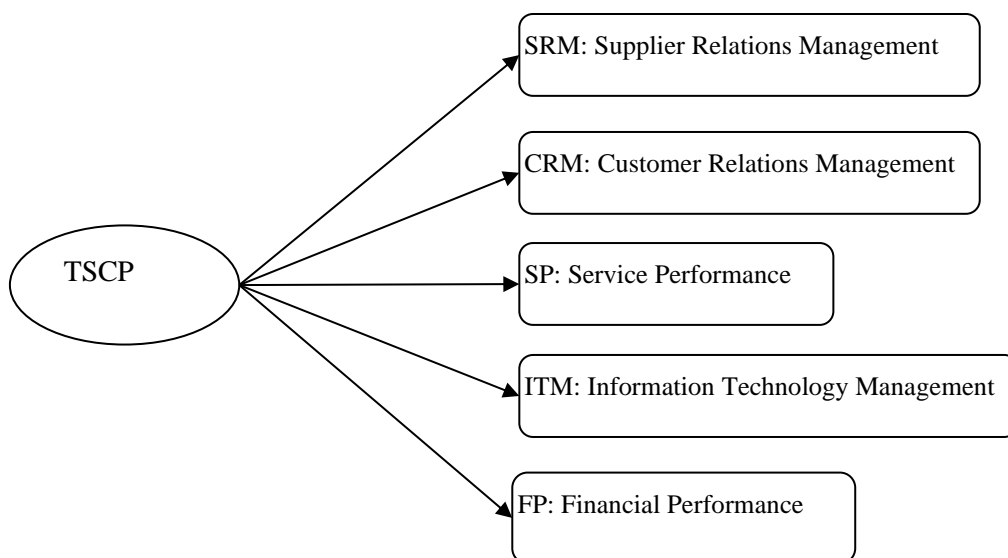 SRM: Supplier Relations Management
CRM: Customer Relations Management
TSCP
SP: Service Performance
ITM: Information Technology Management
FP: Financial Performance